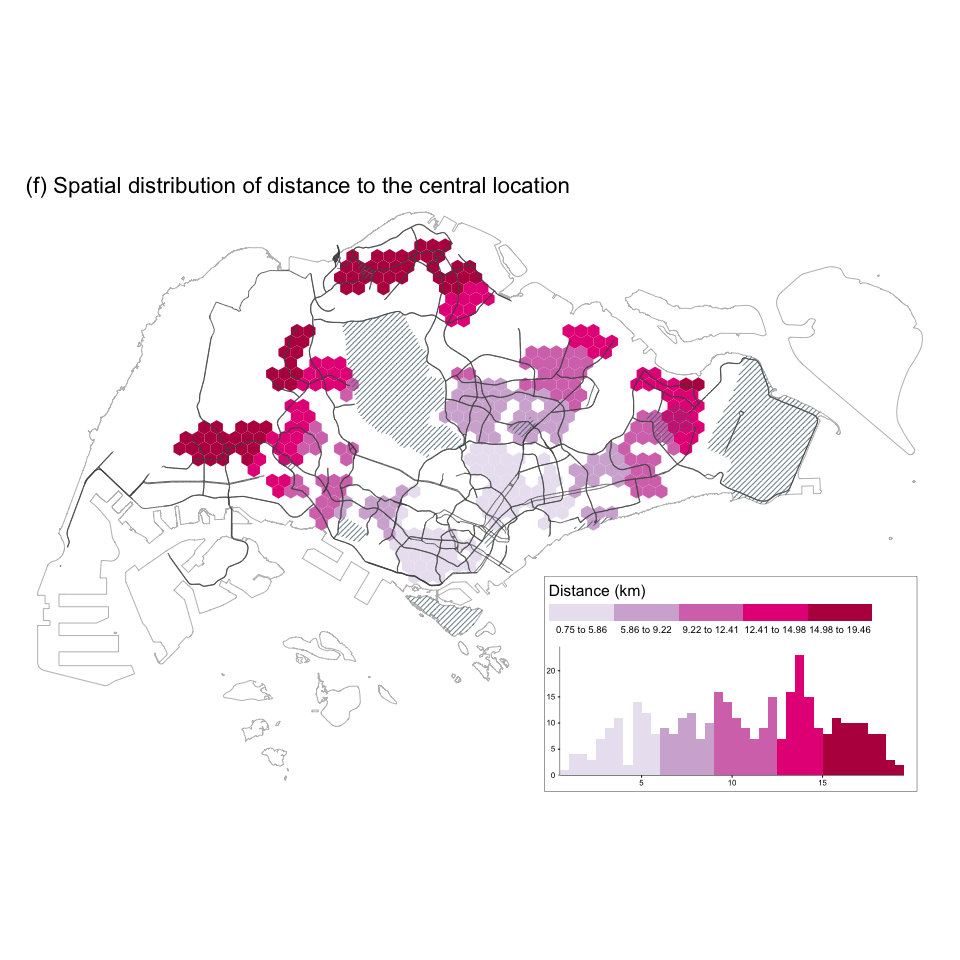 (f) Spatial distribution of distance to the central location
Distance (km)
0.75 to 5.86 5.86 to 9.22 9.22 to 12.41 12.41 to 14.98 14.98 to 19.46
20
15
10
5
0
5 10 15